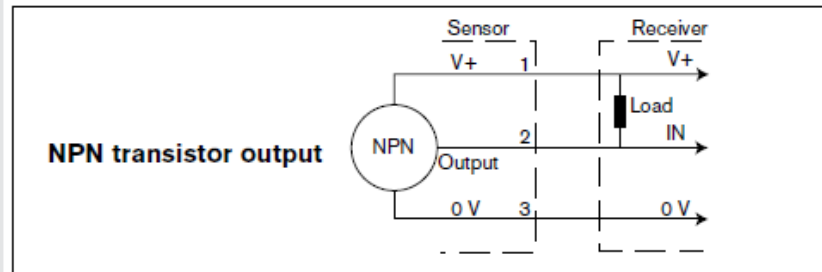 Sensor Receiver
V+ 1 V+
Load
NPN transistor output NPN 2 IN
Output
0 V 3 0 V